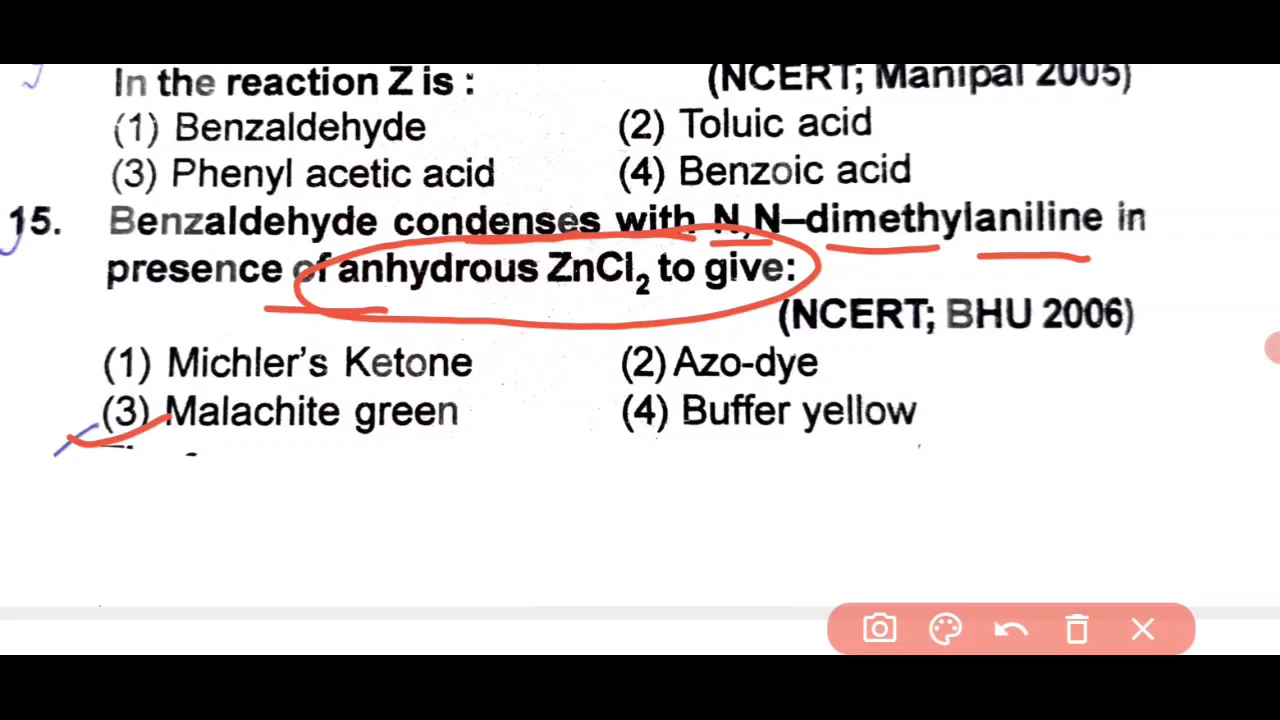 In the reaction Z is : (NCERT; Manipal 2005)
(1) Benzaldehyde (2) Toluic acid
(3) Phenyl acetic acid (4) Benzoic acid
15. Benzaldehyde condenses with N,N–dimethylaniline in
presence of anhydrous ZnCl₂ to give:
(NCERT; BHU 2006)
(1) Michler's Ketone (2) Azo-dye
(3) Malachite green (4) Buffer yellow